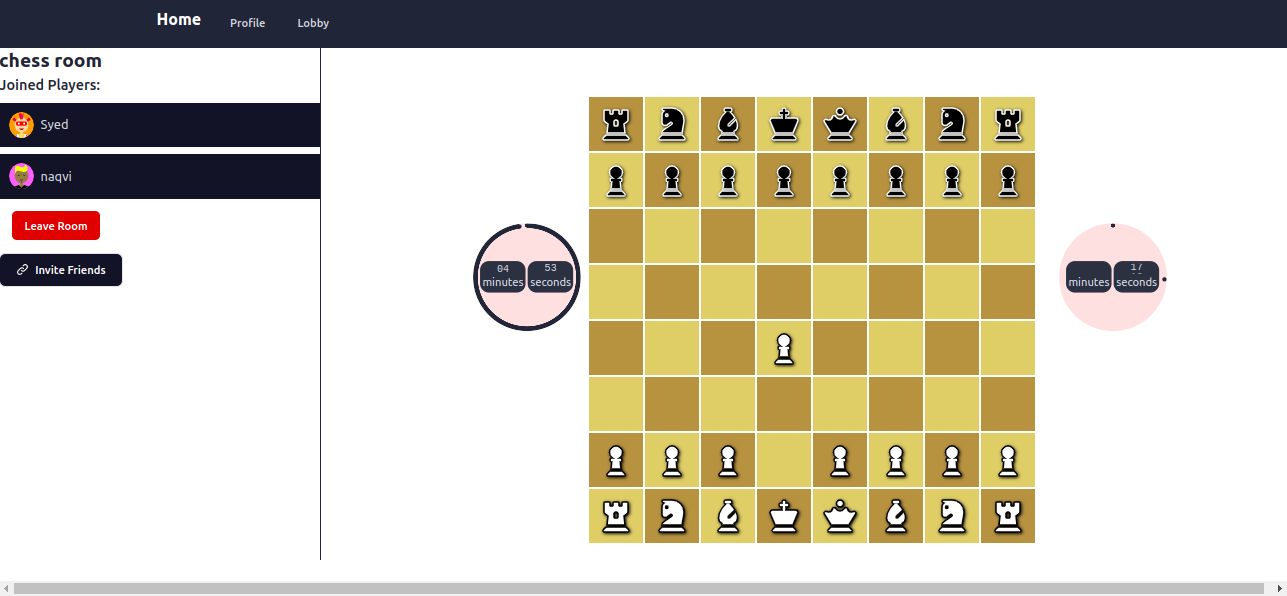 Home Profile Lobby
chess room
Joined Players:
Syed
naqvi
Leave Room
Invite Friends
04 53
minutes seconds
17
minutes seconds